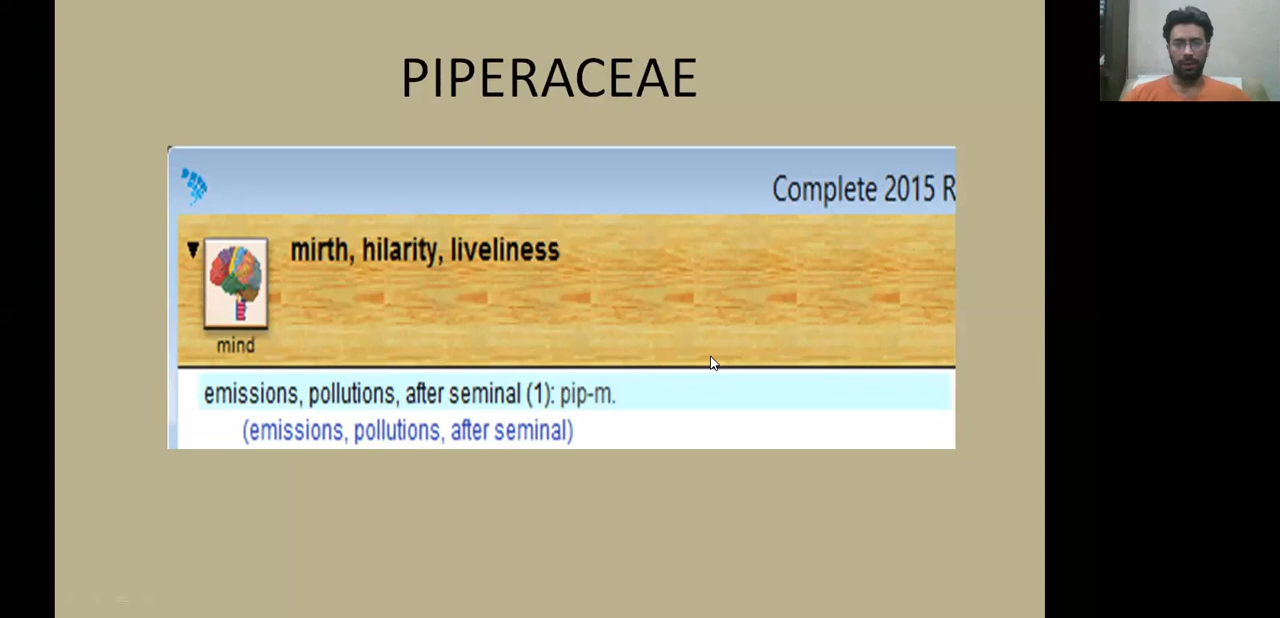 PIPERACEAE
Complete 2015 R
mirth, hilarity, liveliness
mind
emissions, pollutions, after seminal (1): pip-m.
(emissions, pollutions, after seminal)